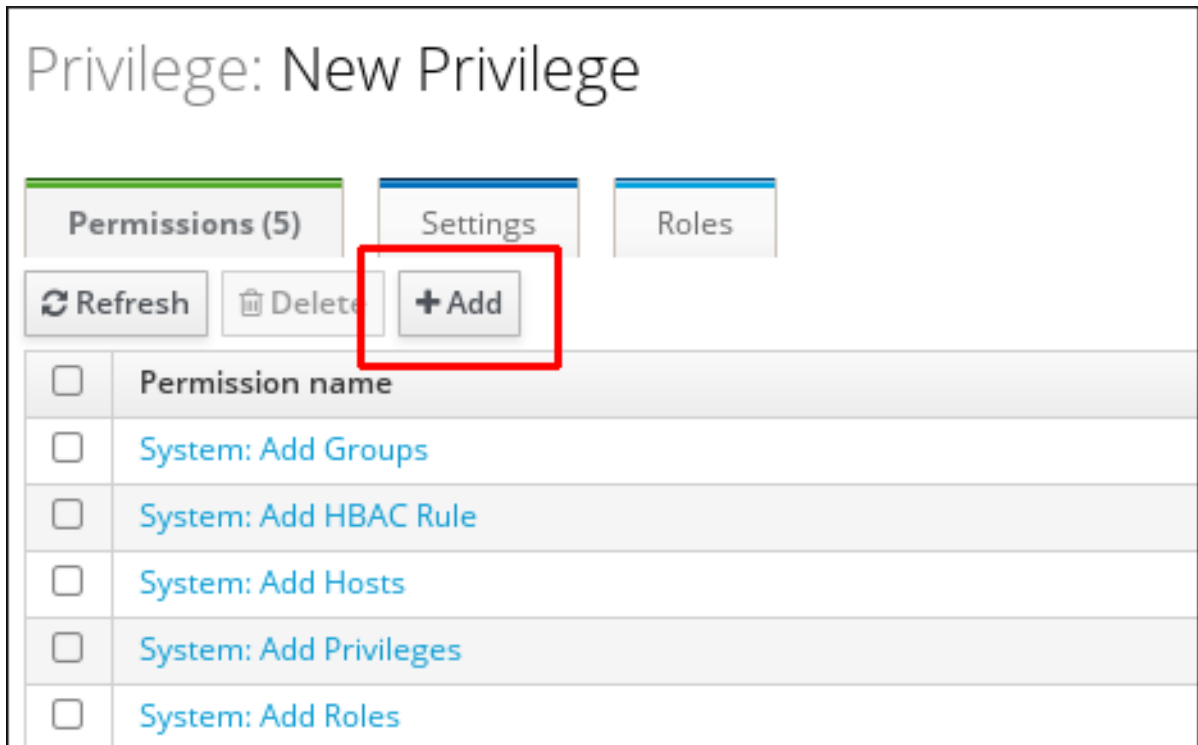 Privilege: New Privilege
Permissions (5) Settings Roles
Refresh Delete Add
Permission name
System: Add Groups
System: Add HBAC Rule
System: Add Hosts
System: Add Privileges
System: Add Roles